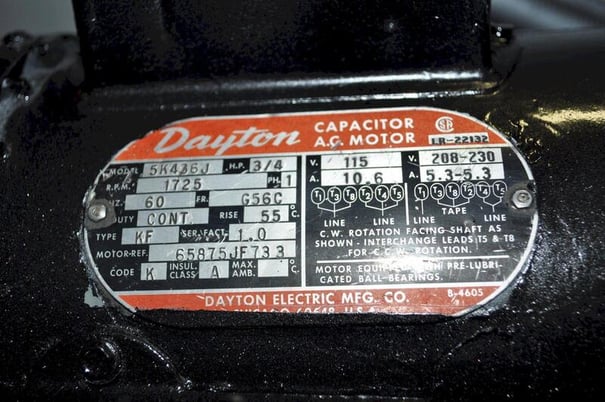 Dayton CAPACITOR A.C. MOTOR LR-22132
MODEL 5K436J H.P. 3/4
R.P.M. 1725 PH. 1
HZ. 60 FR. G56C
DUTY CONT. RISE 55 °C
TYPE KF SER.FACT. 1.0
MOTOR-REF. 65875JF733
CODE K INSUL. CLASS A MAX. AMB. °C
V. 115 V. 208-230
A. 10.6 A. 5.3-5.3
LINE LINE LINE TAPE LINE
C.W. ROTATION FACING SHAFT AS
SHOWN - INTERCHANGE LEADS T5 & T8
FOR C.C.W. ROTATION.
MOTOR EQUIPPED WITH PRE-LUBRI-
CATED BALL BEARINGS.
DAYTON ELECTRIC MFG. CO. B-4605
CHICAGO 60648 U.S.A.